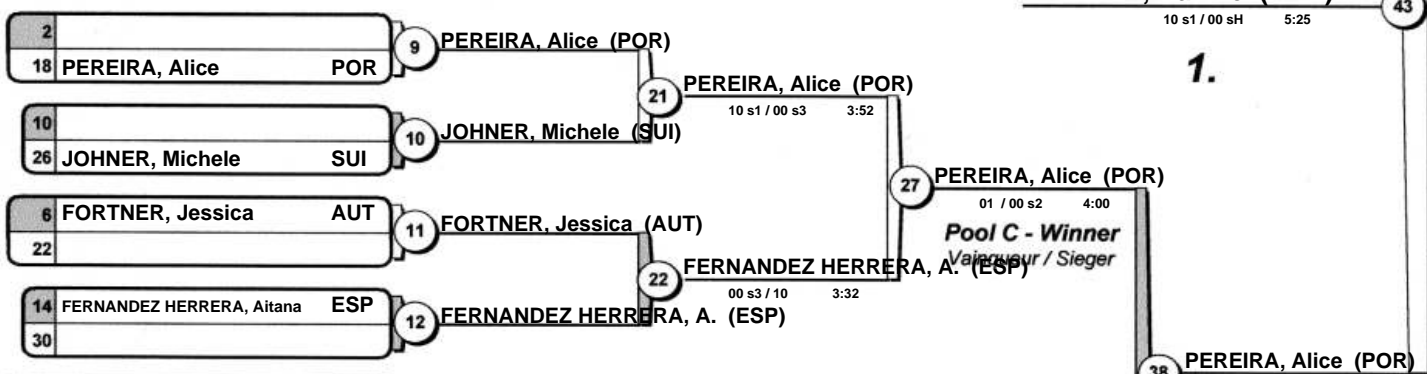 43
10 s1 / 00 sH 5:25
1.
2
18 PEREIRA, Alice POR
9 PEREIRA, Alice (POR)
21 PEREIRA, Alice (POR)
10 s1 / 00 s3 3:52
10
26 JOHNER, Michele SUI
10 JOHNER, Michele (SUI)
27 PEREIRA, Alice (POR)
01 / 00 s2 4:00
Pool C - Winner
Vainqueur / Sieger
6 FORTNER, Jessica AUT
22
11 FORTNER, Jessica (AUT)
22 FERNANDEZ HERRERA, A. (ESP)
00 s3 / 10 3:32
14 FERNANDEZ HERRERA, Aitana ESP
30
12 FERNANDEZ HERRERA, A. (ESP)
38 PEREIRA, Alice (POR)